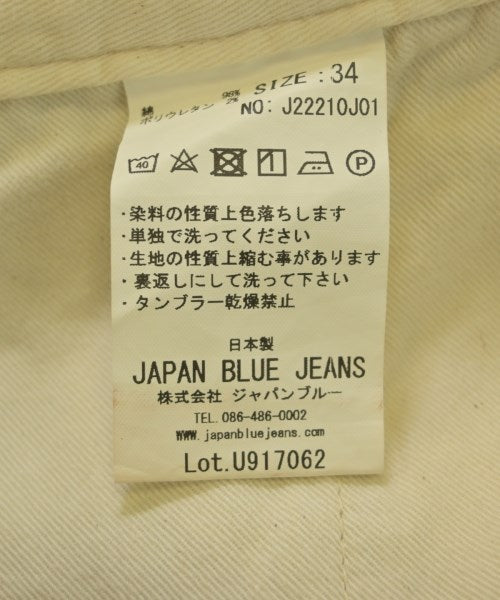 綿 98%
ポリウレタン 2%
SIZE:34
NO: J22210J01
40 P
・染料の性質上色落ちします
・単独で洗ってください
・生地の性質上縮む事があります
・裏返しにして洗って下さい
・タンブラー乾燥禁止
日本製
JAPAN BLUE JEANS
株式会社 ジャパンブルー
TEL. 086-486-0002
www.japanbluejeans.com
Lot.U917062